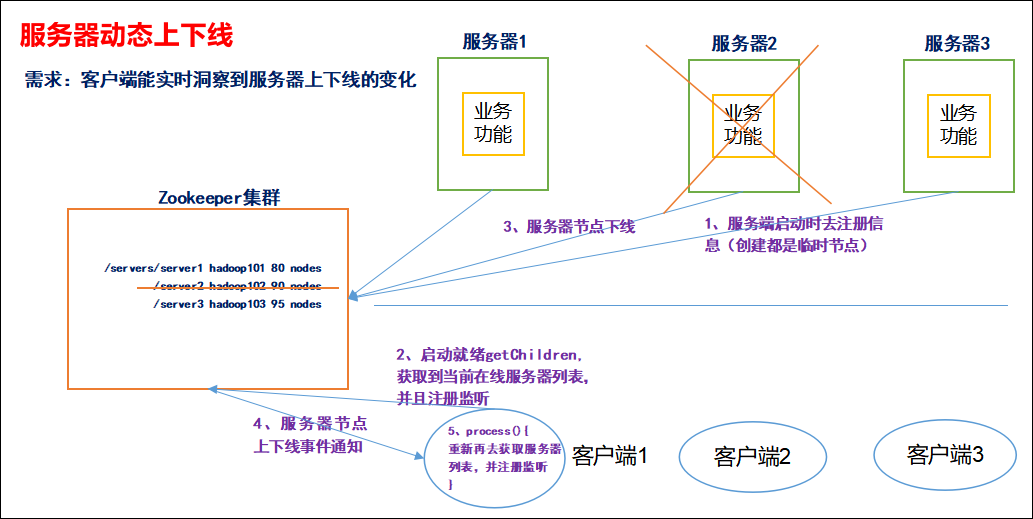 服务器动态上下线
需求：客户端能实时洞察到服务器上下线的变化
服务器1
服务器2
服务器3
业务
功能
业务
功能
业务
功能
Zookeeper集群
/servers/server1 hadoop101 80 nodes
/server2 hadoop102 90 nodes
/server3 hadoop103 95 nodes
3、服务器节点下线
1、服务端启动时去注册信
息（创建都是临时节点）
2、启动就绪getChildren,
获取到当前在线服务器列表，
并且注册监听
4、服务器节点
上下线事件通知
5、process(){
重新再去获取服务器
列表，并注册监听
}
客户端1
客户端2
客户端3